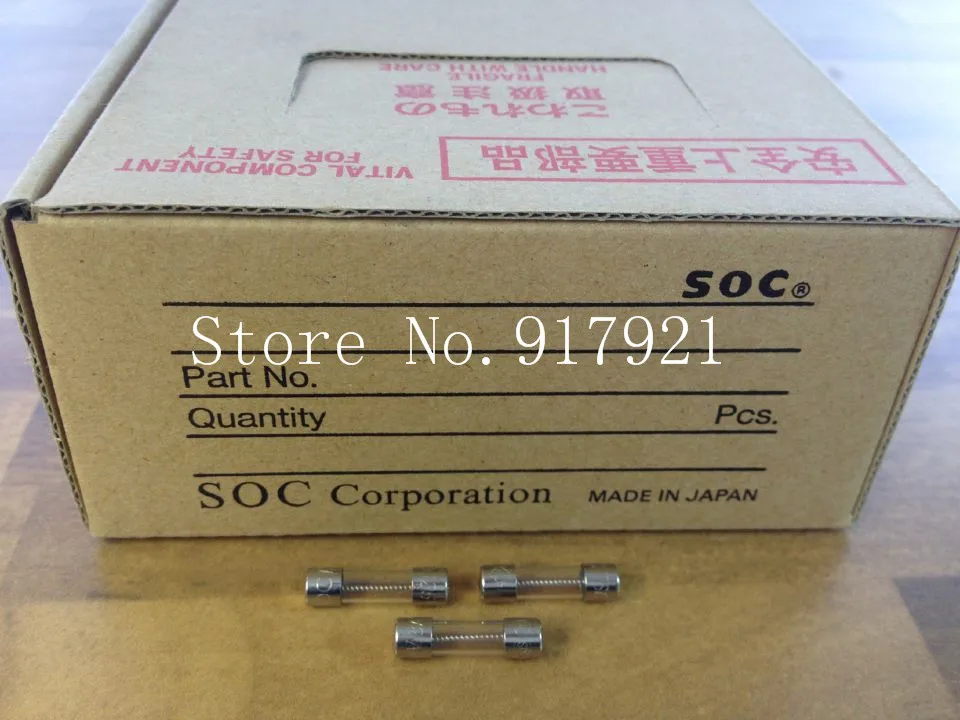 こわれもの
取扱注意
FRAGILE
HANDLE WITH CARE
安全上重要部品
VITAL COMPONENT
FOR SAFETY
SOC®
Store No.917921
Part No.
Quantity Pcs.
SOC Corporation MADE IN JAPAN